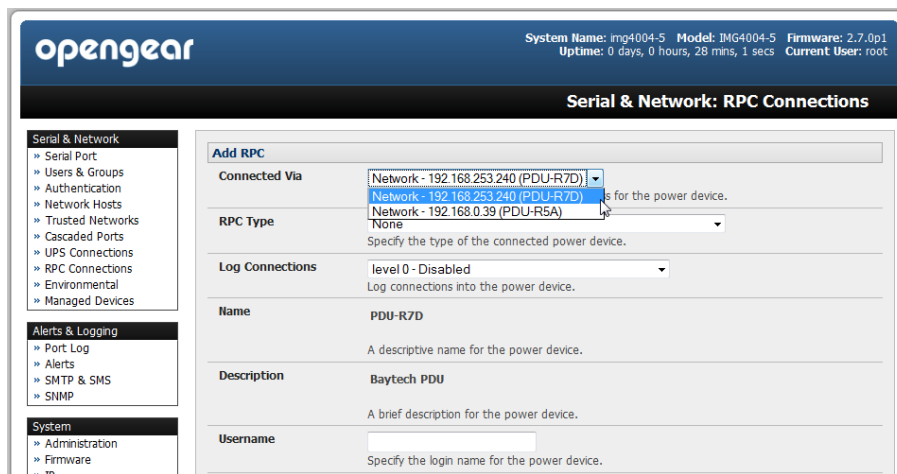 opengear
System Name: img4004-5 Model: IMG4004-5 Firmware: 2.7.0p1
Uptime: 0 days, 0 hours, 28 mins, 1 secs Current User: root
Serial & Network: RPC Connections
Serial & Network
» Serial Port
» Users & Groups
» Authentication
» Network Hosts
» Trusted Networks
» Cascaded Ports
» UPS Connections
» RPC Connections
» Environmental
» Managed Devices
Alerts & Logging
» Port Log
» Alerts
» SMTP & SMS
» SNMP
System
» Administration
» Firmware
Add RPC
Connected Via
Network - 192.168.253.240 (PDU-R7D)
Network - 192.168.253.240 (PDU-R7D)
s for the power device.
Network - 192.168.0.39 (PDU-R5A)
RPC Type
None
Specify the type of the connected power device.
Log Connections
level 0 - Disabled
Log connections into the power device.
Name
PDU-R7D
A descriptive name for the power device.
Description
Baytech PDU
A brief description for the power device.
Username
Specify the login name for the power device.